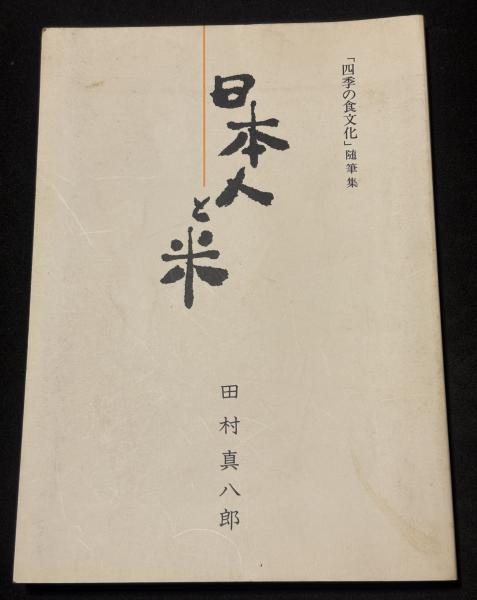 「四季の食文化」随筆集
日本人
と
米
田村真八郎